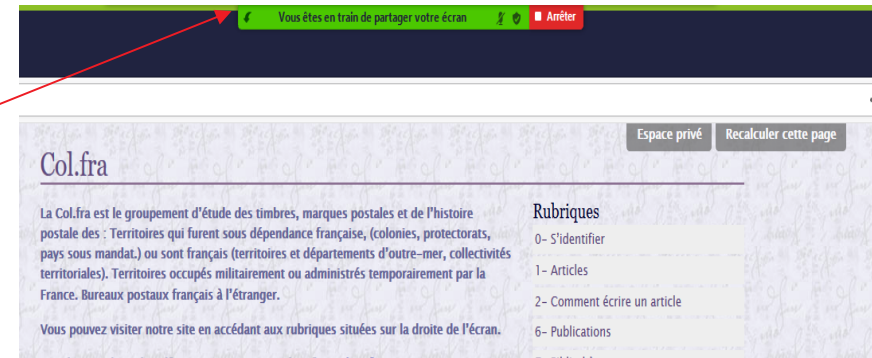 Vous êtes en train de partager votre écran
Arrêter
Espace privé
Recalculer cette page
Col.fra
La Col.fra est le groupement d'étude des timbres, marques postales et de l'histoire
postale des : Territoires qui furent sous dépendance française, (colonies, protectorats,
pays sous mandat.) ou sont français (territoires et départements d'outre-mer, collectivités
territoriales). Territoires occupés militairement ou administrés temporairement par la
France. Bureaux postaux français à l'étranger.
Vous pouvez visiter notre site en accédant aux rubriques situées sur la droite de l'écran.
Rubriques
0- S'identifier
1- Articles
2- Comment écrire un article
6- Publications